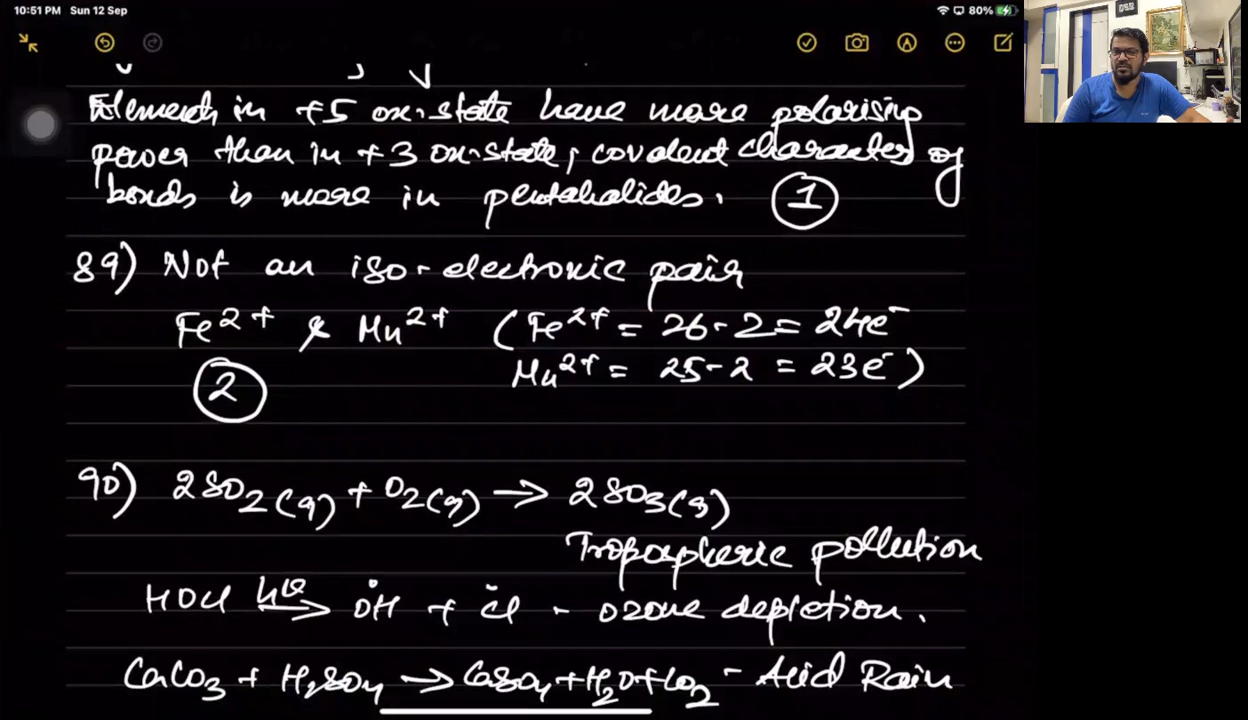 10:51 PM Sun 12 Sep
80%
Element in +5 ox. state have more polarising
power than in +3 ox. state, covalent character of
bonds is more in pentahalides. ①
89) Not an iso-electronic pair
Fe²⁺ & Mn²⁺ (Fe²⁺ = 26-2 = 24e⁻
② Mn²⁺ = 25-2 = 23e⁻)
90) 2SO₂(g) + O₂(g) → 2SO₃(g)
Tropospheric pollution
HOCl hν→ ȮH + Ċl - ozone depletion.
CaCO₃ + H₂SO₄ → CaSO₄ + H₂O + CO₂ - Acid Rain